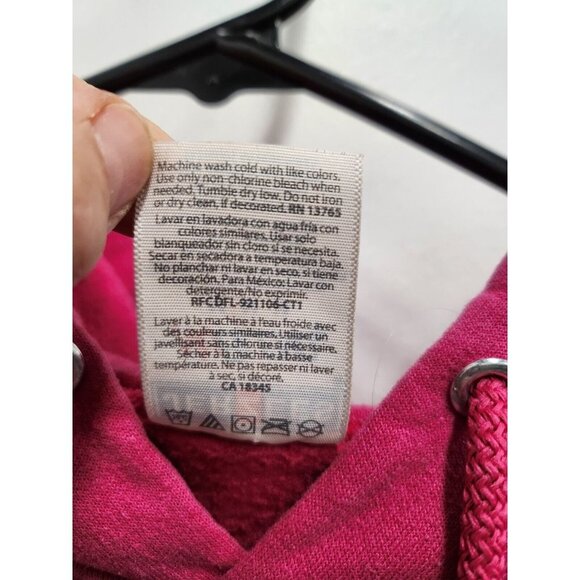 Machine wash cold with like colors.
Use only non-chlorine bleach when
needed. Tumble dry low. Do not iron
or dry clean, if decorated. RN 13765
Lavar en lavadora con agua fría con
colores similares. Usar solo
blanqueador sin cloro si se necesita.
Secar en secadora a temperatura baja.
No planchar ni lavar en seco, si tiene
decoración. Para México: Lavar con
detergente/No exprimir.
RFC DFL-921106-CT1
Laver à la machine à l'eau froide avec
des couleurs similaires. Utiliser un
javellisant sans chlorure si nécessaire.
Sécher à la machine à basse
température. Ne pas repasser ni laver
à sec, si décoré.
CA 18345